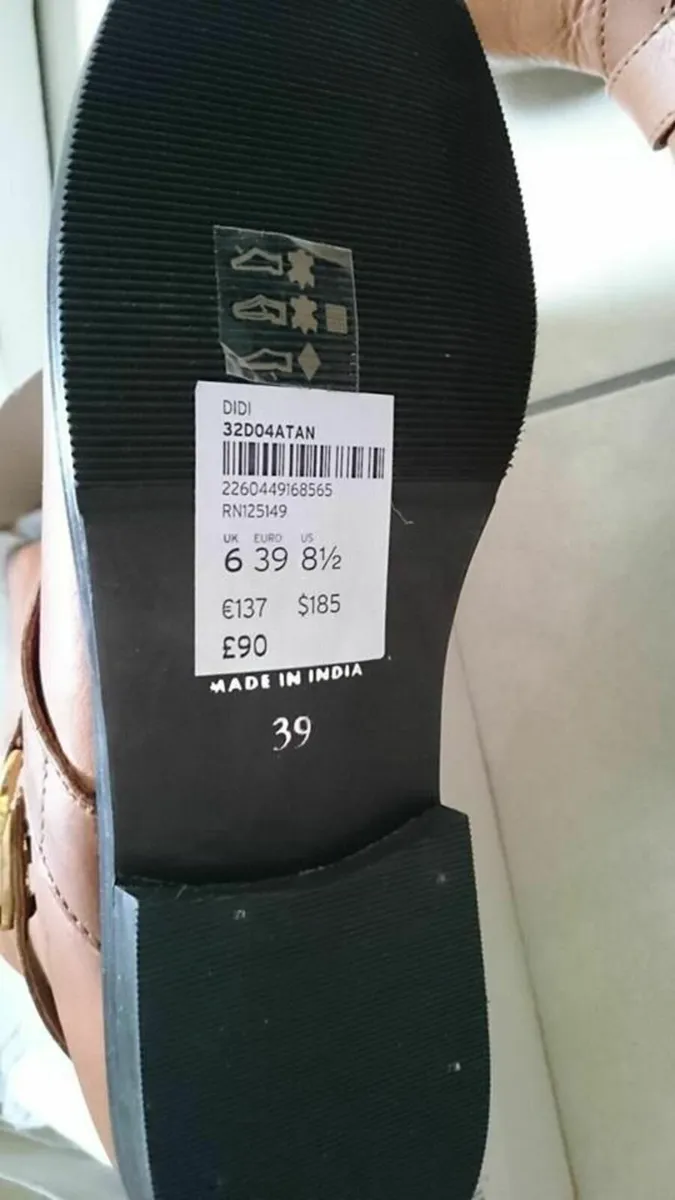 DIDI
32D04ATAN
2260449168565
RN125149
UK EURO US
6 39 8½
€137 $185
£90
MADE IN INDIA
39